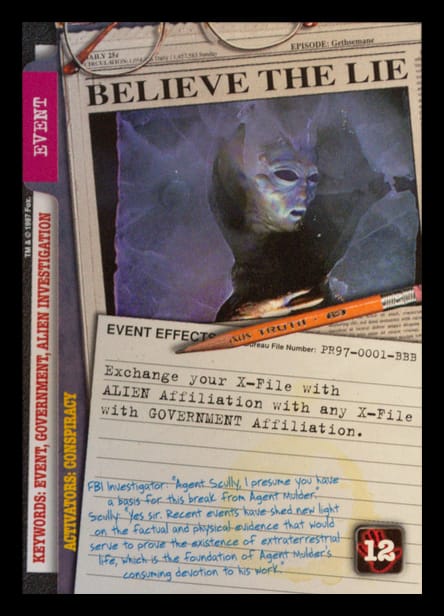 EPISODE: Gethsemane
DAILY 25¢
BELIEVE THE LIE
EVENT
TM & © 1997 Fox.
KEYWORDS: EVENT, GOVERNMENT, ALIEN INVESTIGATION
ACTIVATORS: CONSPIRACY
TRUTH
EVENT EFFECTS
Bureau File Number: PR97-0001-BBB
Exchange your X-File with
ALIEN Affiliation with any X-File
with GOVERNMENT Affiliation.
FBI Investigator: "Agent Scully, I presume you have
a basis for this break from Agent Mulder."
Scully: "Yes sir. Recent events have shed new light
on the factual and physical evidence that would
serve to prove the existence of extraterrestrial
life, which is the foundation of Agent Mulder's
consuming devotion to his work."
12